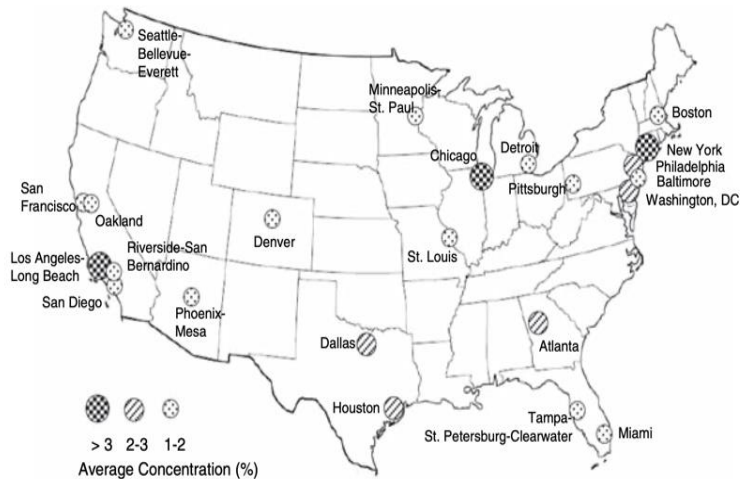 Seattle-
Bellevue-
Everett
Minneapolis-
St. Paul
Boston
Detroit
Chicago
New York
Philadelphia
Baltimore
Washington, DC
Pittsburgh
San
Francisco
Oakland
Denver
St. Louis
Los Angeles-
Long Beach
Riverside-San
Bernardino
San Diego
Phoenix-
Mesa
Dallas
Atlanta
Houston
Tampa-
St. Petersburg-Clearwater
Miami
> 3 2-3 1-2
Average Concentration (%)